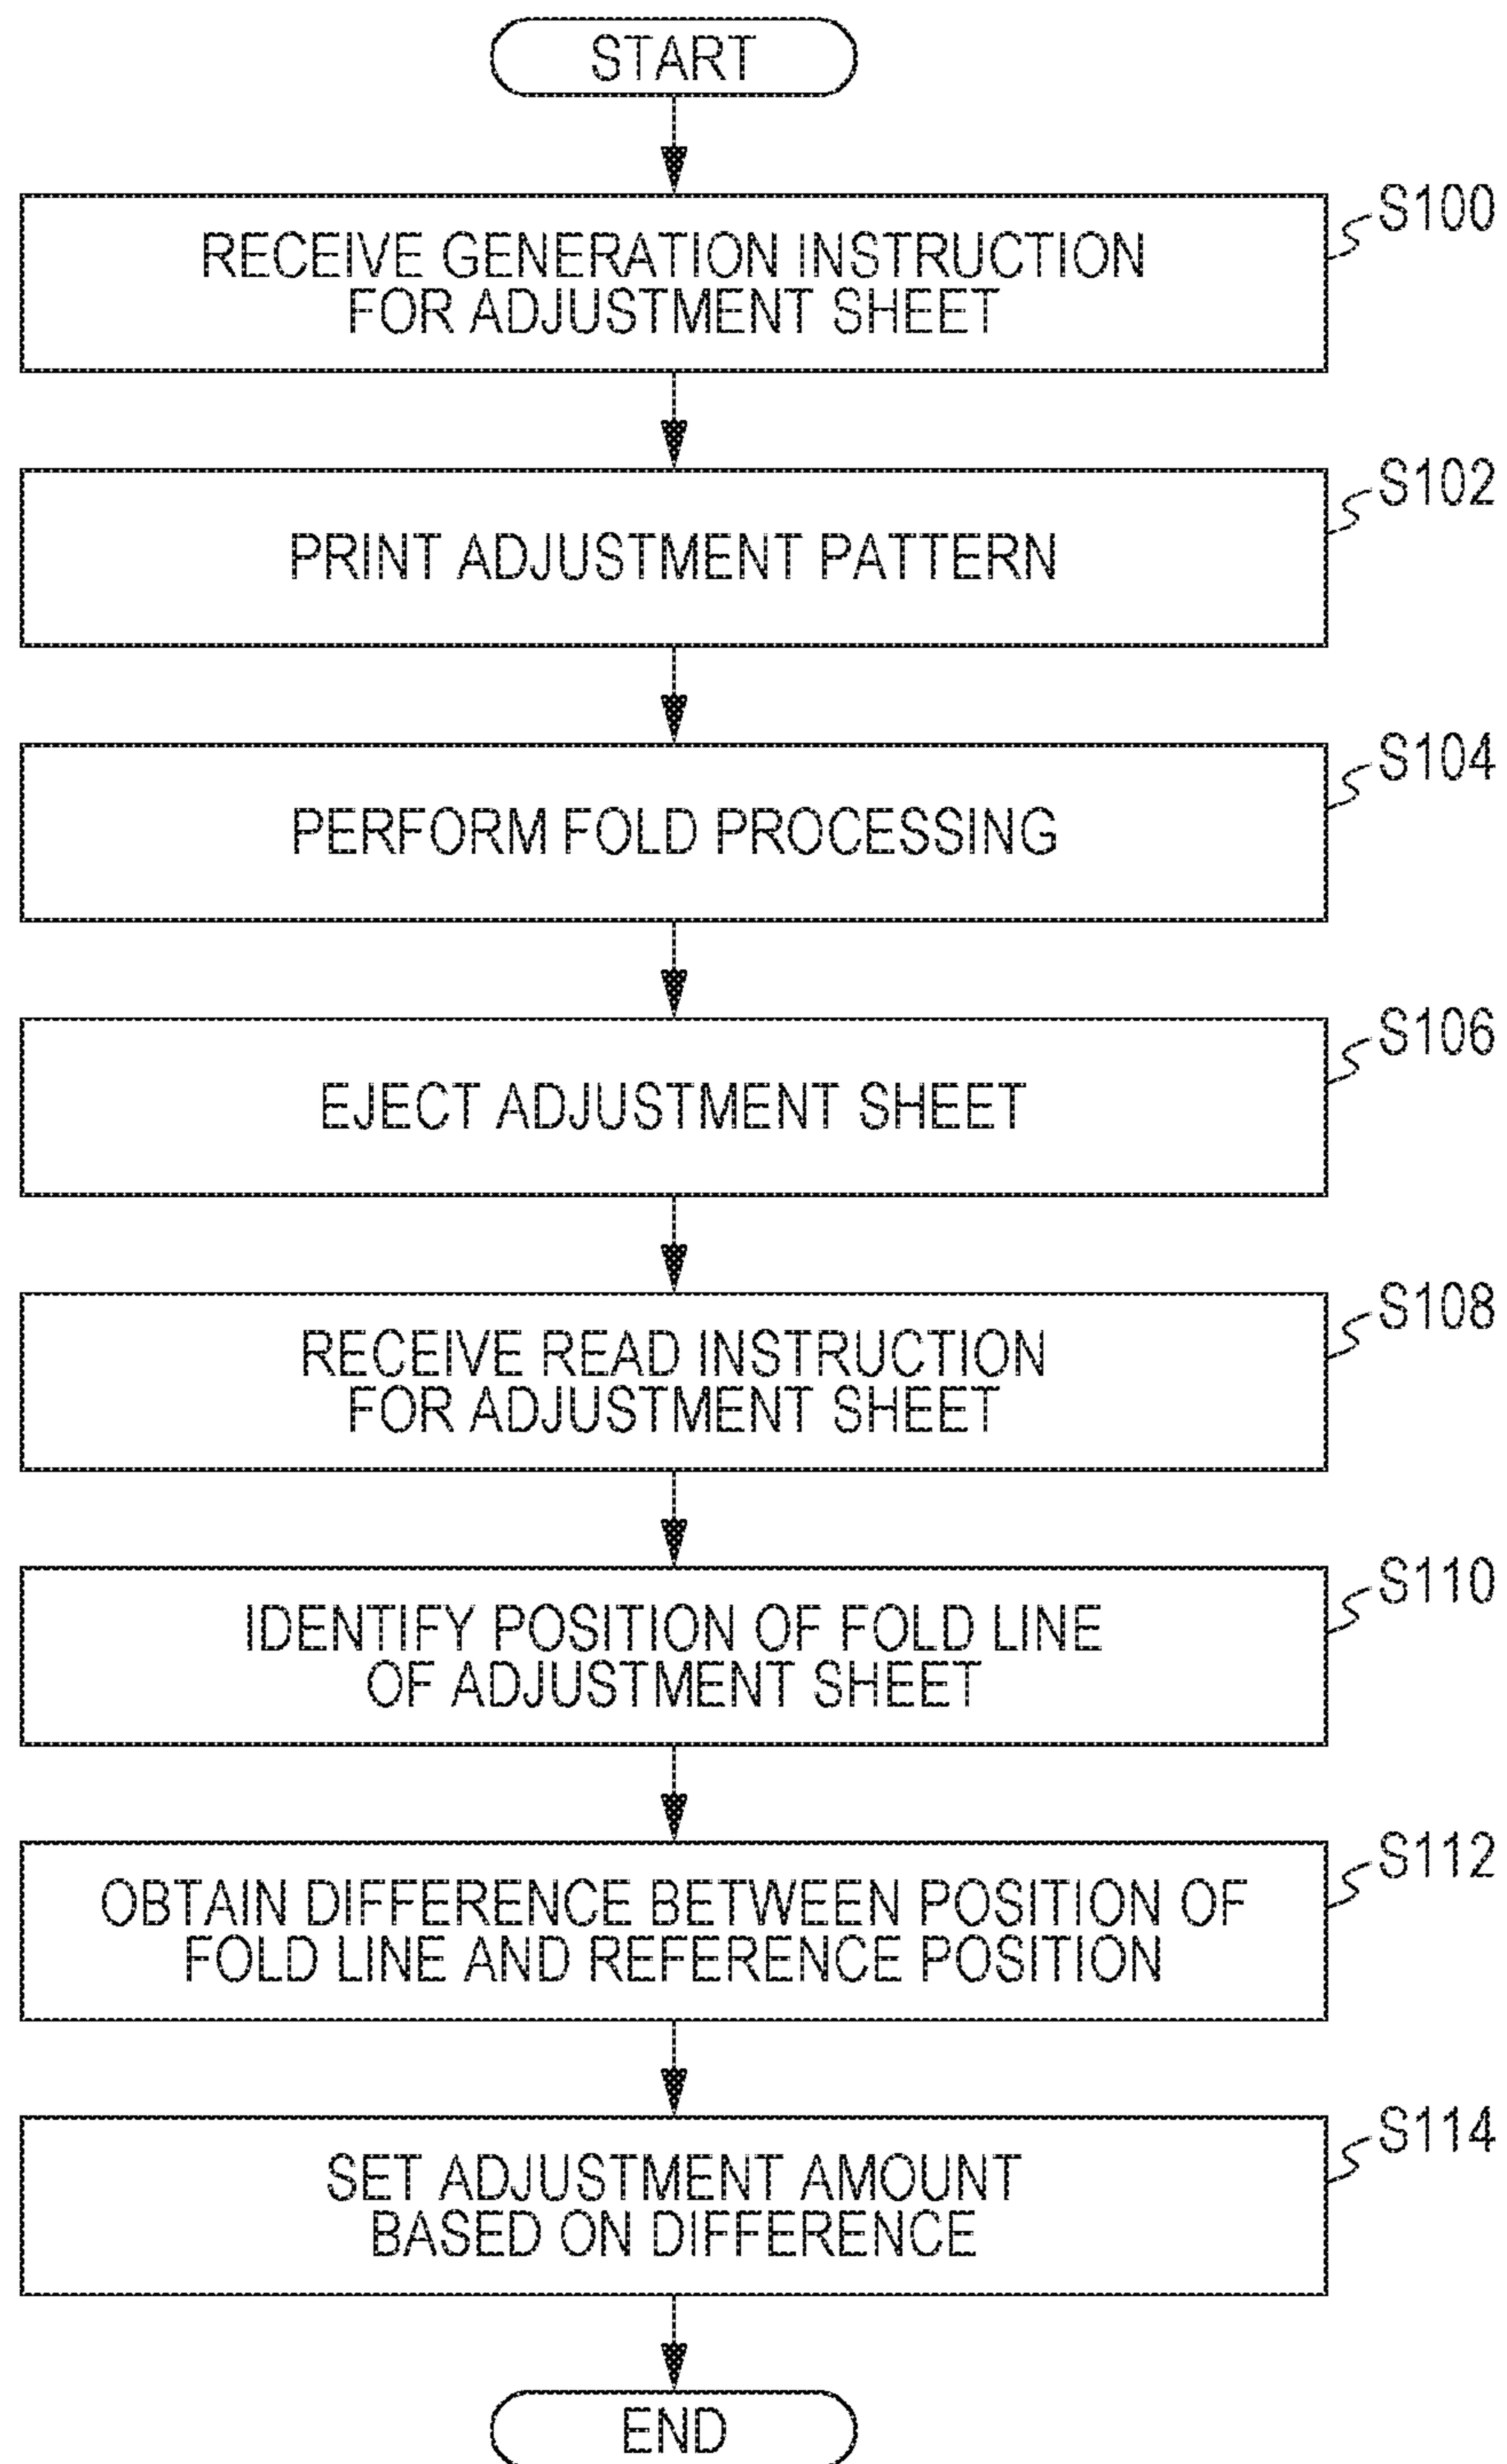 START
S100
RECEIVE GENERATION INSTRUCTION
FOR ADJUSTMENT SHEET
S102
PRINT ADJUSTMENT PATTERN
S104
PERFORM FOLD PROCESSING
S106
EJECT ADJUSTMENT SHEET
S108
RECEIVE READ INSTRUCTION
FOR ADJUSTMENT SHEET
S110
IDENTIFY POSITION OF FOLD LINE
OF ADJUSTMENT SHEET
S112
OBTAIN DIFFERENCE BETWEEN POSITION OF
FOLD LINE AND REFERENCE POSITION
S114
SET ADJUSTMENT AMOUNT
BASED ON DIFFERENCE
END